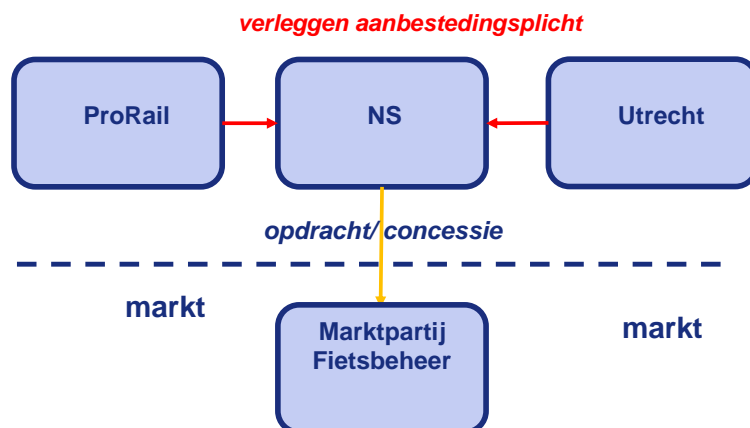 verleggen aanbestedingsplicht
ProRail
NS
Utrecht
opdracht/ concessie
markt
markt
Marktpartij
Fietsbeheer